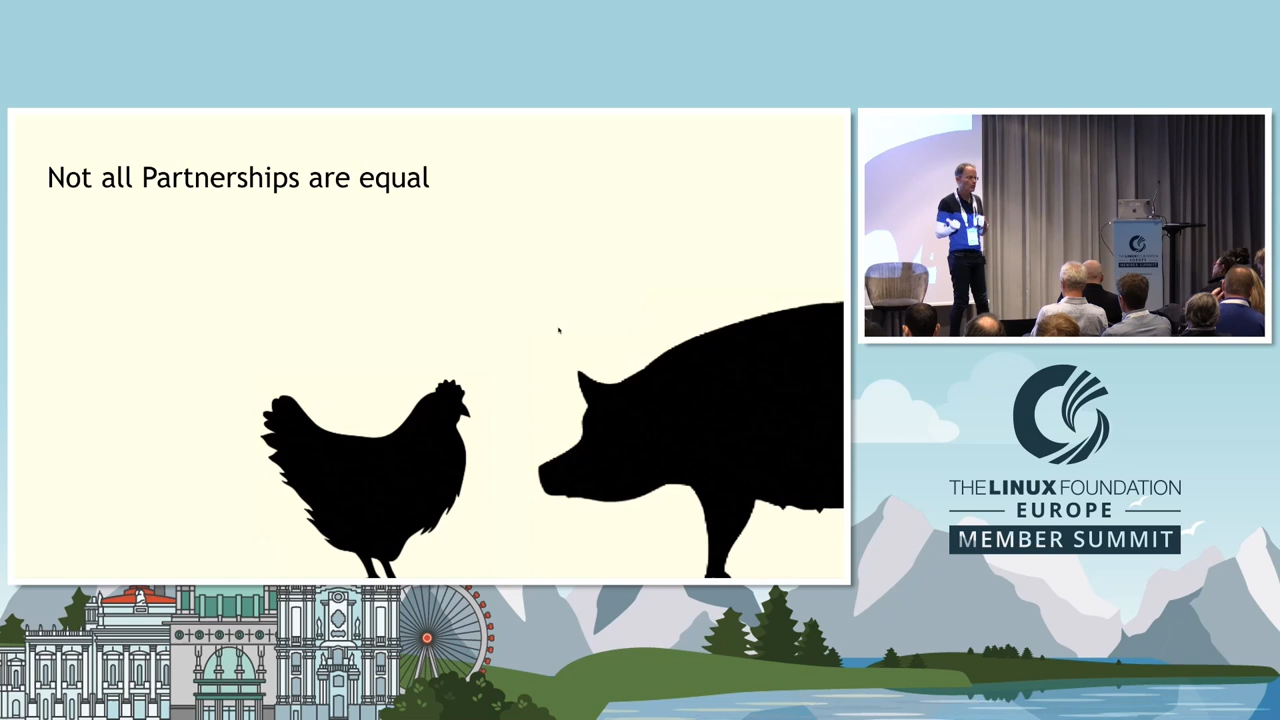 Not all Partnerships are equal
THE LINUX FOUNDATION
EUROPE
MEMBER SUMMIT